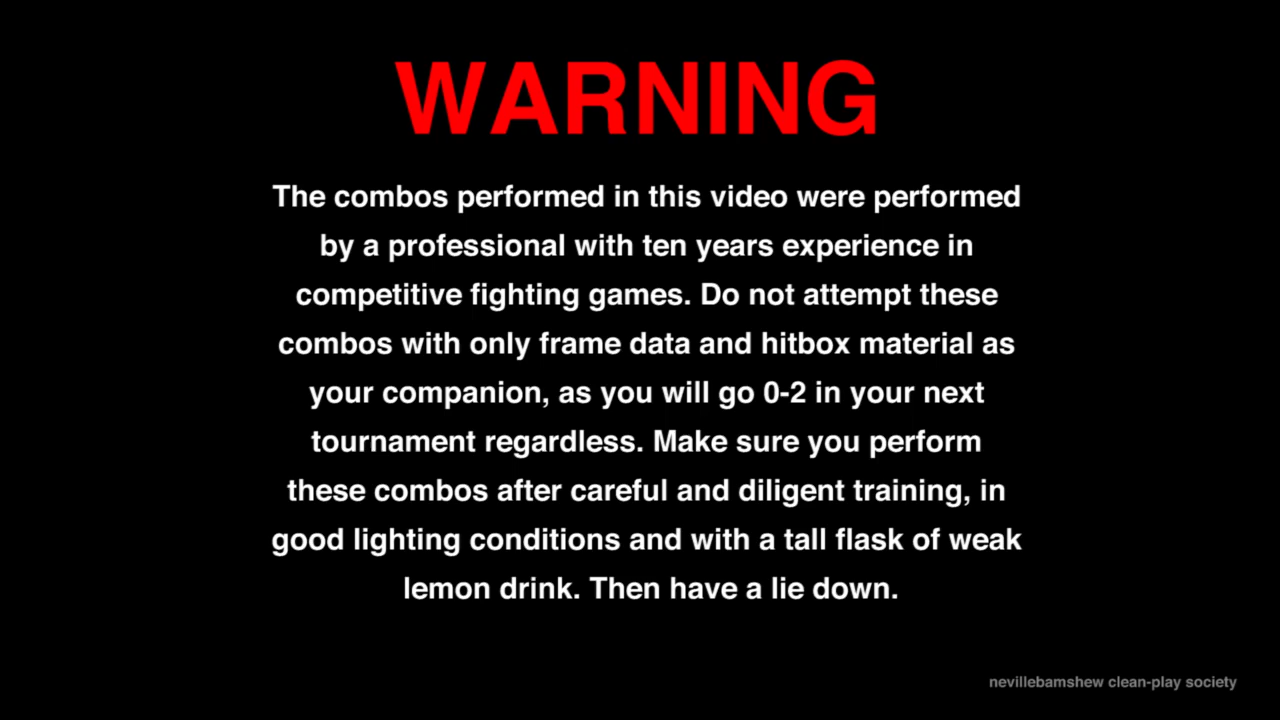 WARNING
The combos performed in this video were performed
by a professional with ten years experience in
competitive fighting games. Do not attempt these
combos with only frame data and hitbox material as
your companion, as you will go 0-2 in your next
tournament regardless. Make sure you perform
these combos after careful and diligent training, in
good lighting conditions and with a tall flask of weak
lemon drink. Then have a lie down.
nevillebamshew clean-play society